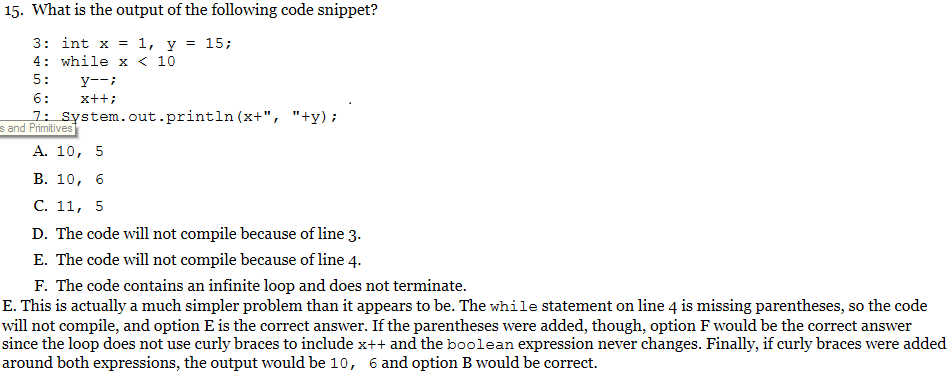 15. What is the output of the following code snippet?
3: int x = 1, y = 15;
4: while x < 10
5:   y--;
6:   x++;
7: System.out.println(x+", "+y);
s and Primitives
A. 10, 5
B. 10, 6
C. 11, 5
D. The code will not compile because of line 3.
E. The code will not compile because of line 4.
F. The code contains an infinite loop and does not terminate.
E. This is actually a much simpler problem than it appears to be. The while statement on line 4 is missing parentheses, so the code
will not compile, and option E is the correct answer. If the parentheses were added, though, option F would be the correct answer
since the loop does not use curly braces to include x++ and the boolean expression never changes. Finally, if curly braces were added
around both expressions, the output would be 10, 6 and option B would be correct.